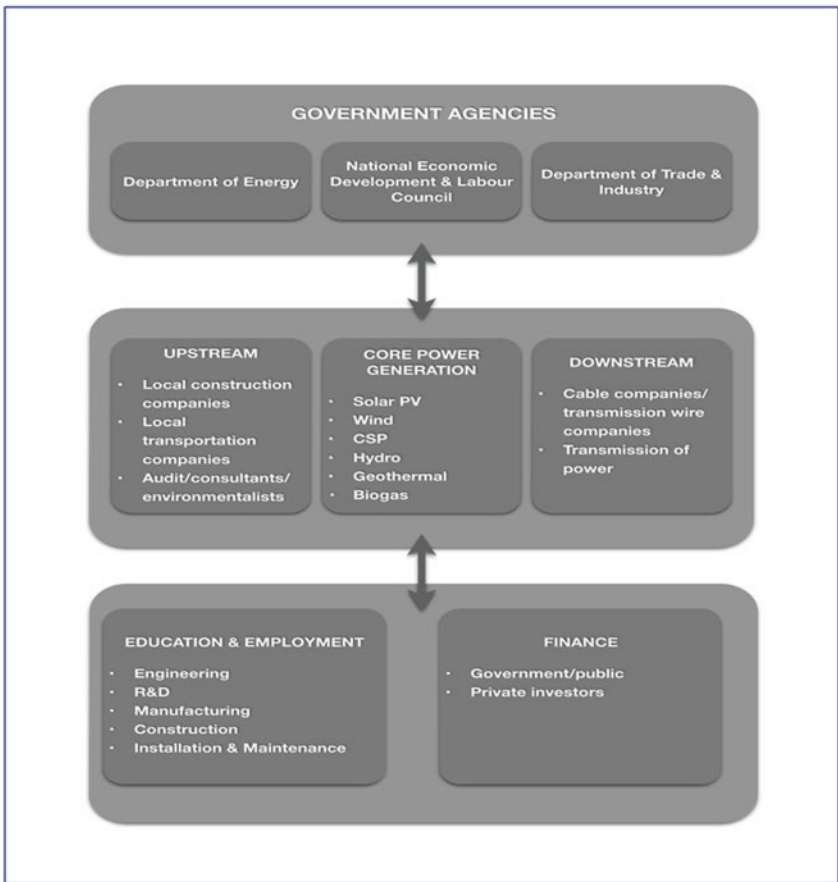 GOVERNMENT AGENCIES
Department of Energy
National Economic
Development & Labour
Council
Department of Trade &
Industry
UPSTREAM
• Local construction
companies
• Local
transportation
companies
• Audit/consultants/
environmentalists
CORE POWER
GENERATION
• Solar PV
• Wind
• CSP
• Hydro
• Geothermal
• Biogas
DOWNSTREAM
• Cable companies/
transmission wire
companies
• Transmission of
power
EDUCATION & EMPLOYMENT
• Engineering
• R&D
• Manufacturing
• Construction
• Installation & Maintenance
FINANCE
• Government/public
• Private investors